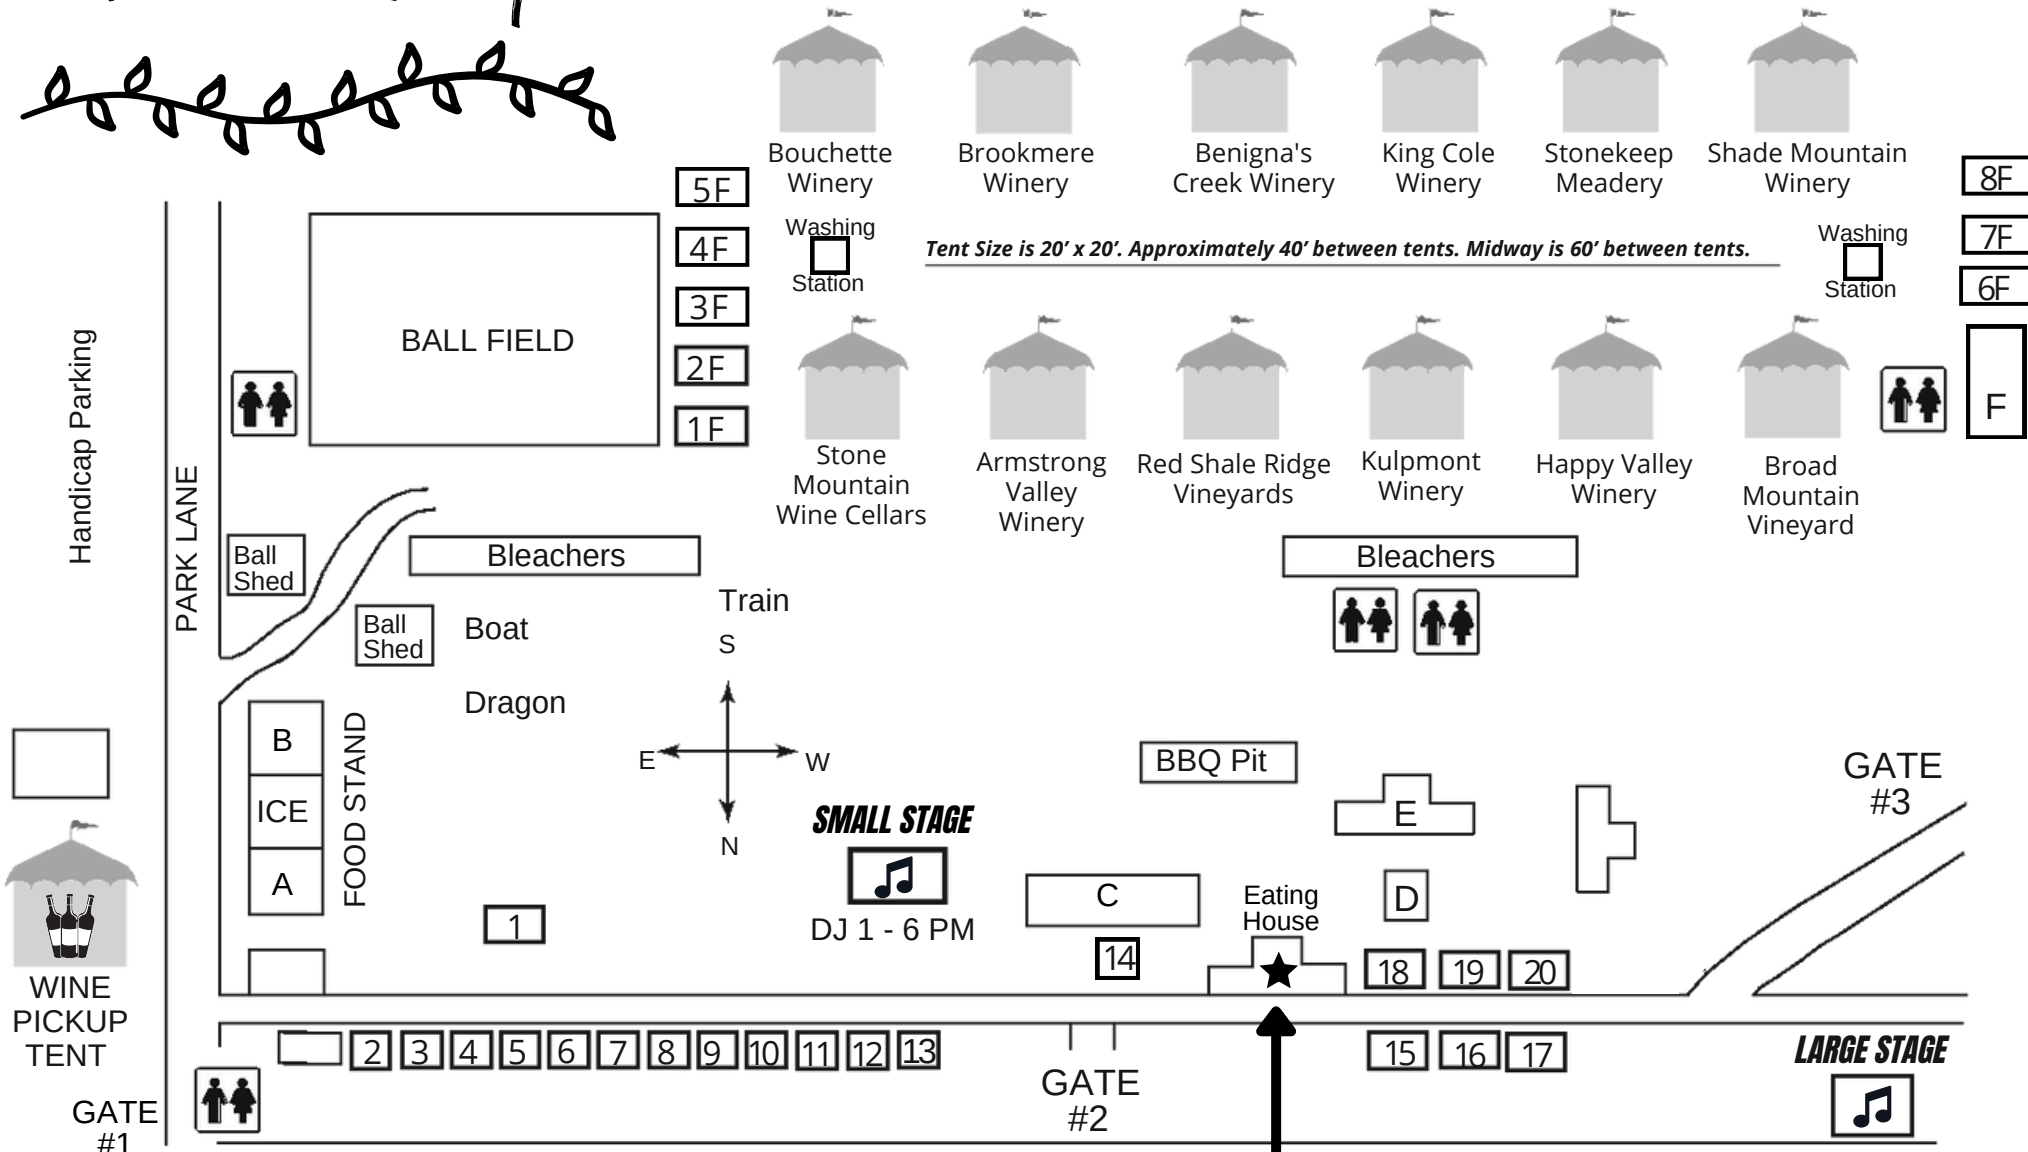 Bouchette
Winery
Brookmere
Winery
Benigna's
Creek Winery
King Cole
Winery
Stonekeep
Meadery
Shade Mountain
Winery
5F
4F
3F
2F
1F
8F
7F
6F
F
Washing
Station
Tent Size is 20’ x 20’. Approximately 40’ between tents. Midway is 60’ between tents.
Washing
Station
BALL FIELD
Handicap Parking
PARK LANE
Stone
Mountain
Wine Cellars
Armstrong
Valley
Winery
Red Shale Ridge
Vineyards
Kulpmont
Winery
Happy Valley
Winery
Broad
Mountain
Vineyard
Ball
Shed
Bleachers
Bleachers
Ball
Shed
Boat
Train
Dragon
S
E
W
N
B
ICE
A
FOOD STAND
BBQ Pit
E
GATE
#3
SMALL STAGE
DJ 1 - 6 PM
C
Eating
House
D
1
14
18
19
20
WINE
PICKUP
TENT
2
3
4
5
6
7
8
9
10
11
12
13
15
16
17
LARGE STAGE
GATE
#2
GATE
#1